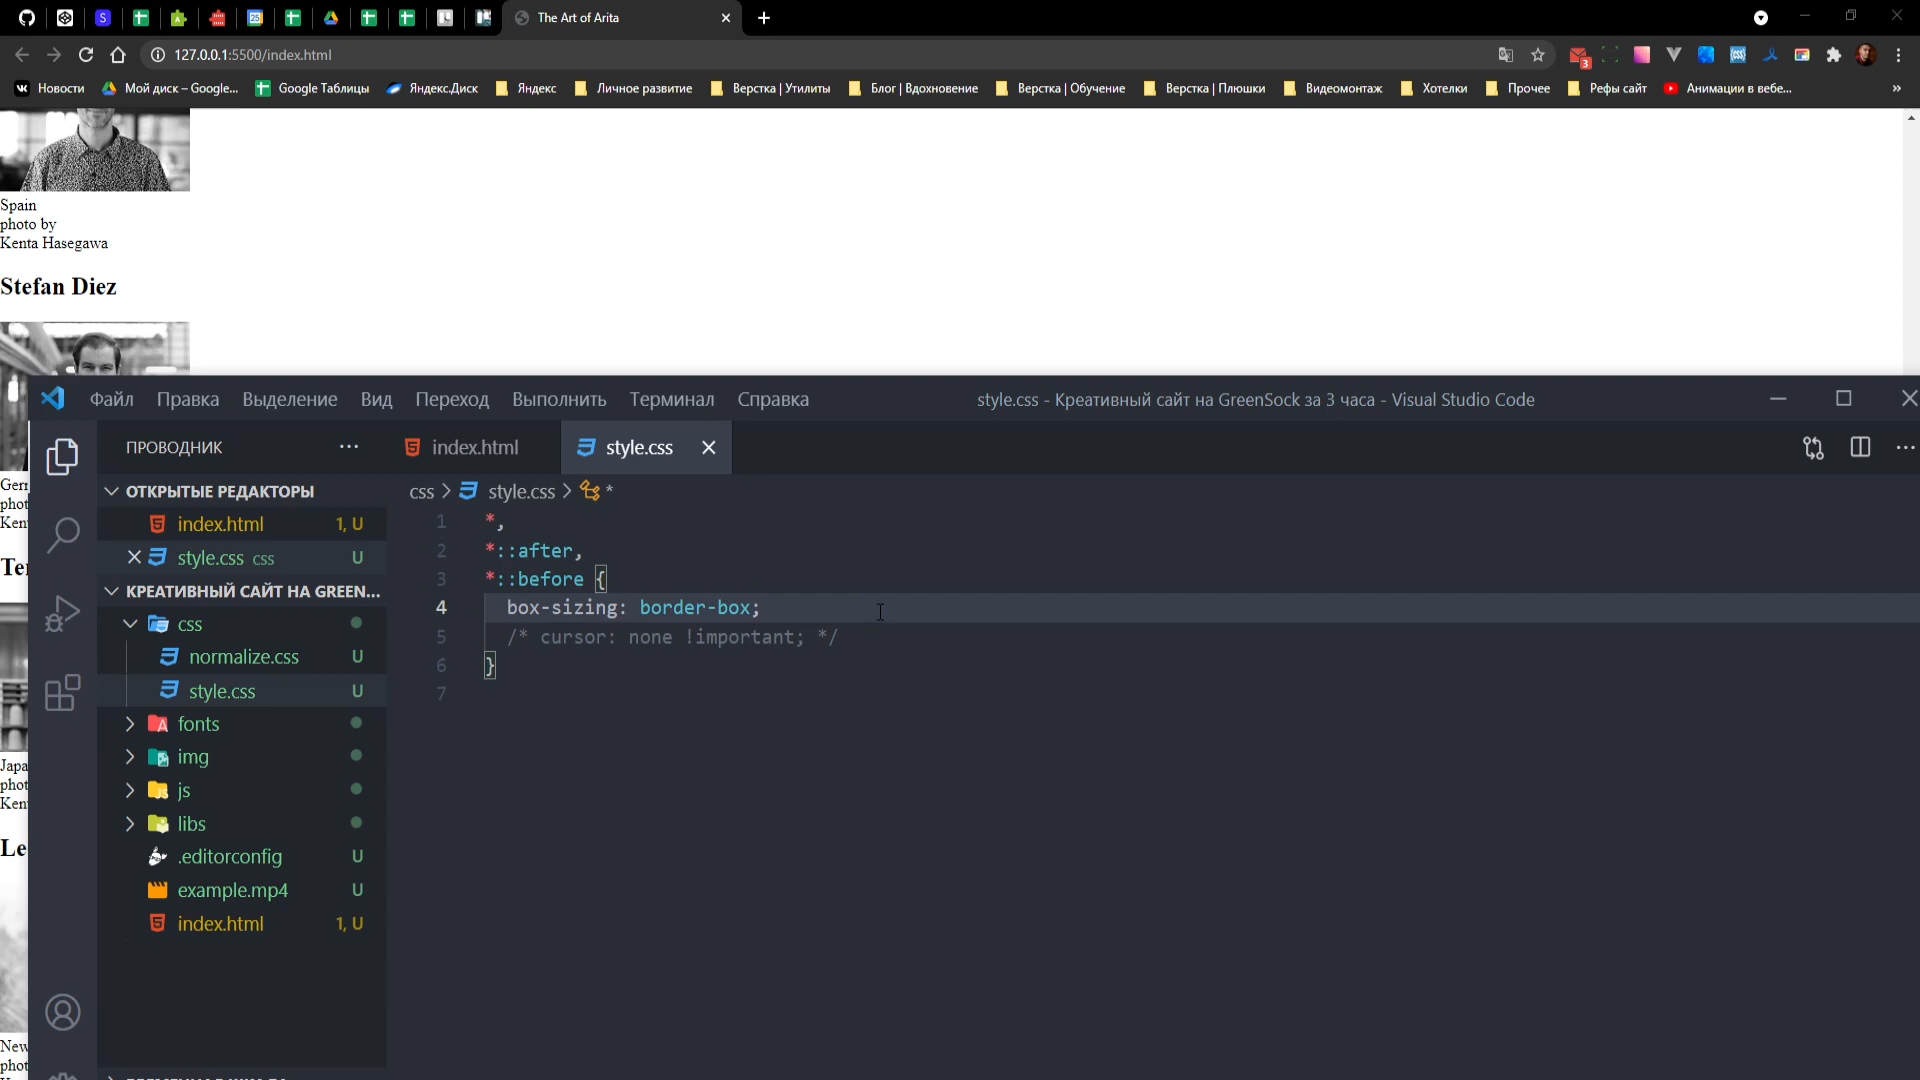 The Art of Arita
127.0.0.1:5500/index.html
Новости
Мой диск – Google...
Google Таблицы
Яндекс.Диск
Яндекс
Личное развитие
Верстка | Утилиты
Блог | Вдохновение
Верстка | Обучение
Верстка | Плюшки
Видеомонтаж
Хотелки
Прочее
Рефы сайт
Анимации в вебе...
Spain
photo by
Kenta Hasegawa
Stefan Diez
Файл Правка Выделение Вид Переход Выполнить Терминал Справка
style.css - Креативный сайт на GreenSock за 3 часа - Visual Studio Code
ПРОВОДНИК
index.html
style.css
ОТКРЫТЫЕ РЕДАКТОРЫ
index.html 1, U
style.css css U
КРЕАТИВНЫЙ САЙТ НА GREEN...
css
normalize.css U
style.css U
fonts
img
js
libs
.editorconfig U
example.mp4 U
index.html 1, U
css > style.css > *
1 *,
2 *::after,
3 *::before {
4 box-sizing: border-box;
5 /* cursor: none !important; */
6 }
7